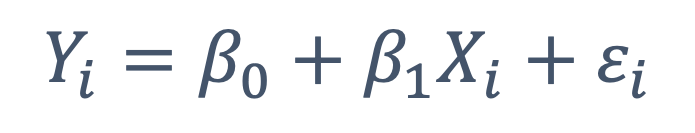 Yᵢ = β₀ + β₁Xᵢ + εᵢ